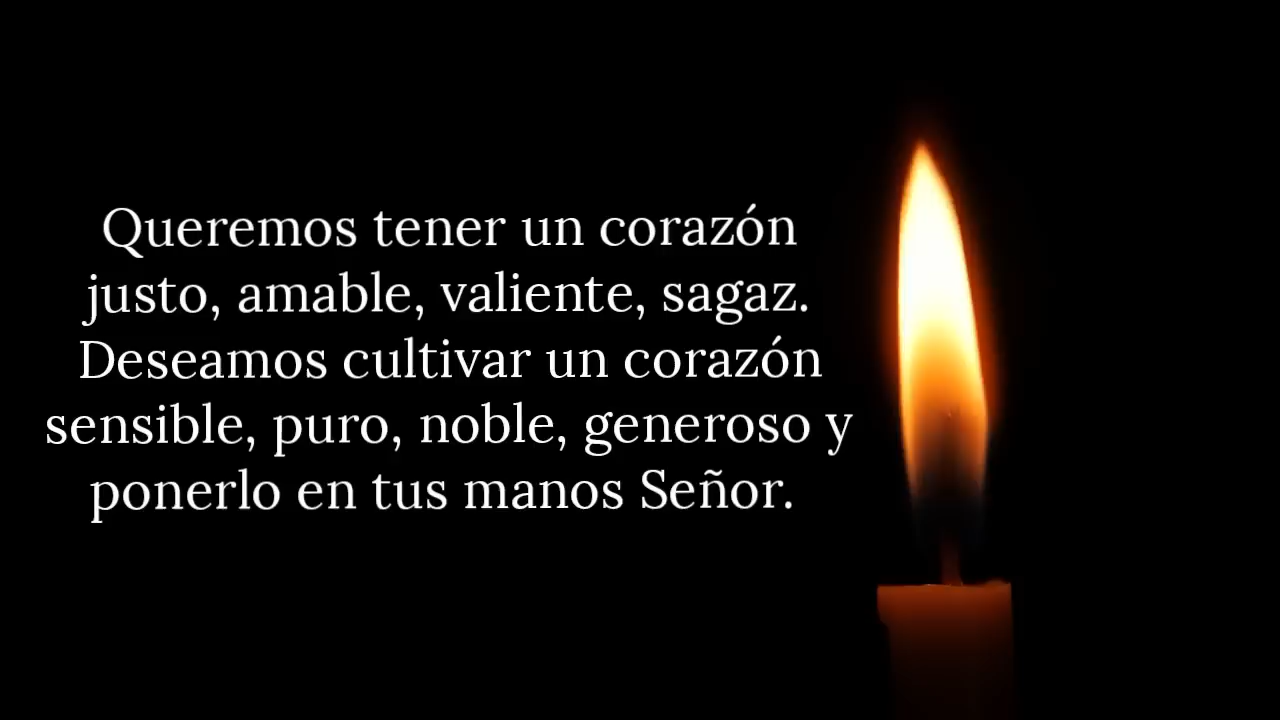 Queremos tener un corazón
justo, amable, valiente, sagaz.
Deseamos cultivar un corazón
sensible, puro, noble, generoso y
ponerlo en tus manos Señor.